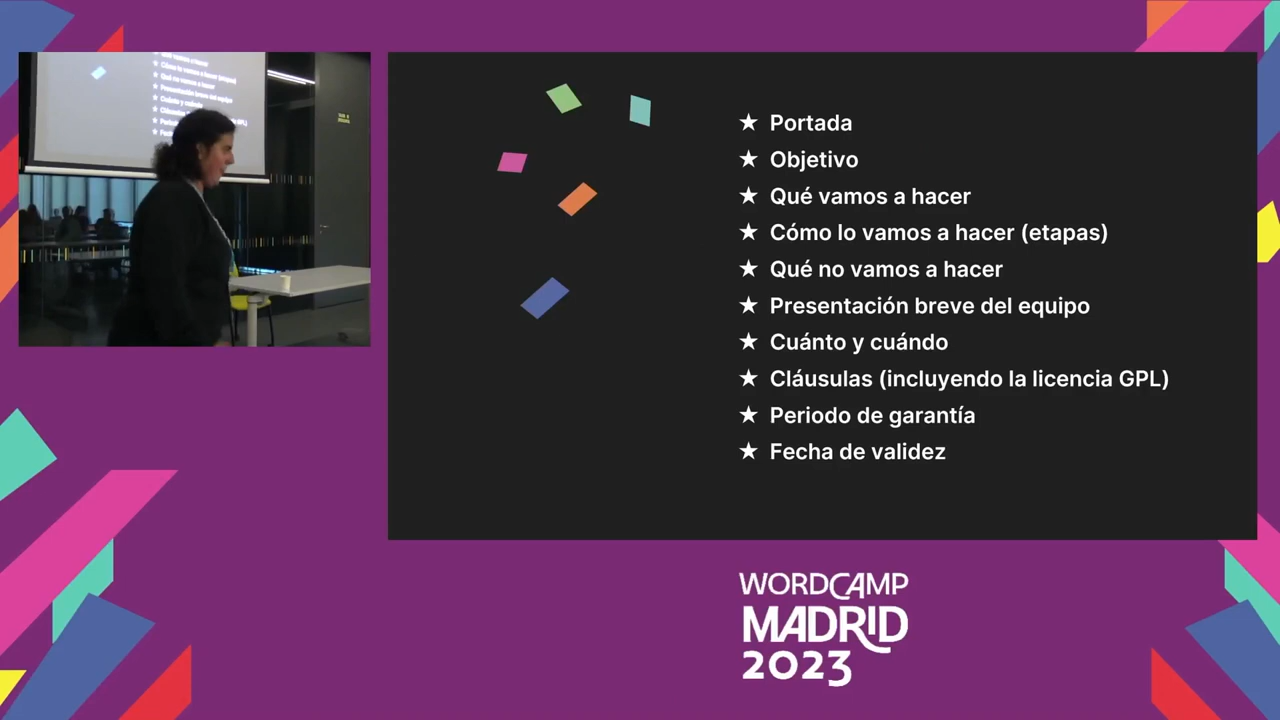 ★ Portada
★ Objetivo
★ Qué vamos a hacer
★ Cómo lo vamos a hacer (etapas)
★ Qué no vamos a hacer
★ Presentación breve del equipo
★ Cuánto y cuándo
★ Cláusulas (incluyendo la licencia GPL)
★ Periodo de garantía
★ Fecha de validez
WORDCAMP
MADRID
2023